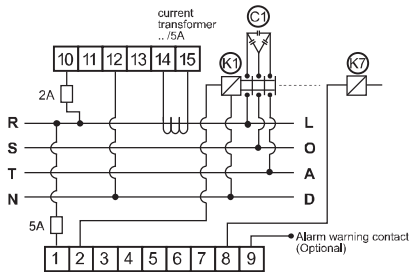 current
transformer
.. /5A
C1
K1
K7
10 11 12 13 14 15
2A
R L
S O
T A
N D
5A
1 2 3 4 5 6 7 8 9
Alarm warning contact
(Optional)